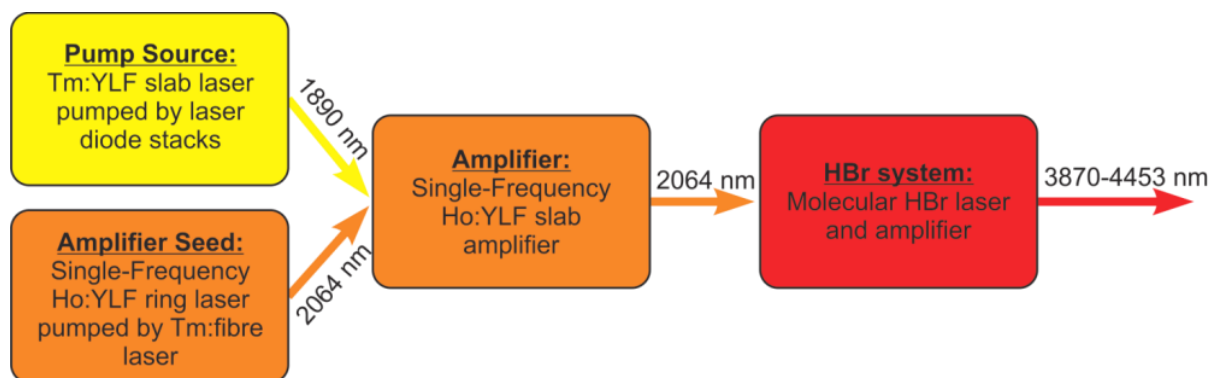 Pump Source:
Tm:YLF slab laser
pumped by laser
diode stacks
1890 nm
Amplifier Seed:
Single-Frequency
Ho:YLF ring laser
pumped by Tm:fibre
laser
2064 nm
Amplifier:
Single-Frequency
Ho:YLF slab
amplifier
2064 nm
HBr system:
Molecular HBr laser
and amplifier
3870-4453 nm